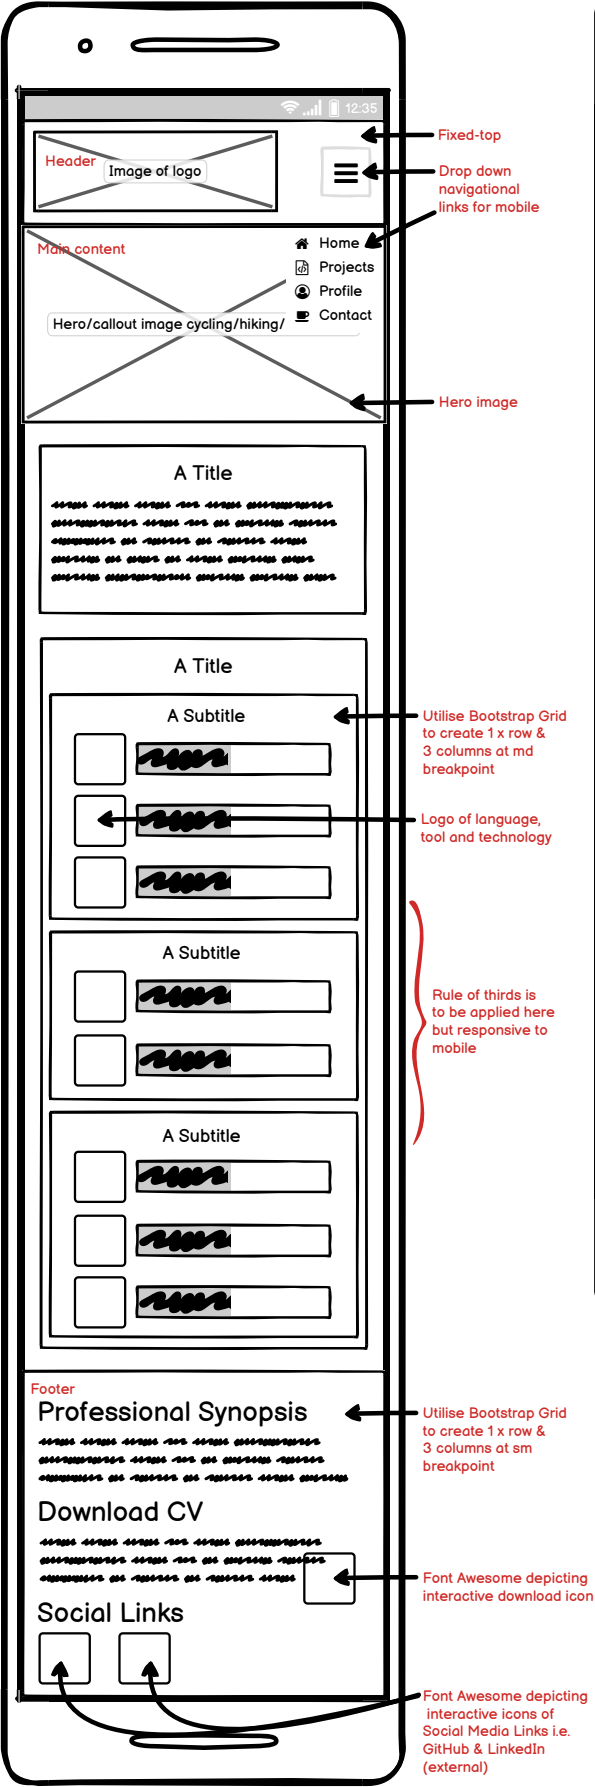 12:35
Fixed-top
Header
Image of logo
Drop down
navigational
links for mobile
Main content
Home
Projects
Profile
Contact
Hero/callout image cycling/hiking/
Hero image
A Title
A Title
A Subtitle
Utilise Bootstrap Grid
to create 1 x row &
3 columns at md
breakpoint
Logo of language,
tool and technology
A Subtitle
Rule of thirds is
to be applied here
but responsive to
mobile
A Subtitle
Footer
Professional Synopsis
Utilise Bootstrap Grid
to create 1 x row &
3 columns at sm
breakpoint
Download CV
Font Awesome depicting
interactive download icon
Social Links
Font Awesome depicting
interactive icons of
Social Media Links i.e.
GitHub & LinkedIn
(external)